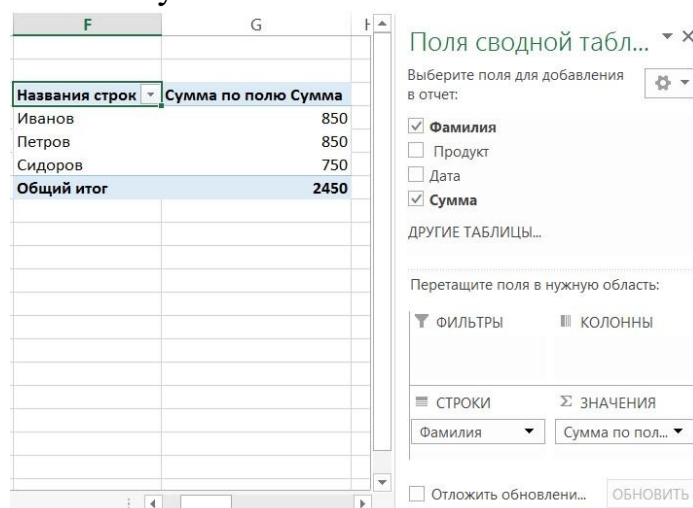 F G
Названия строк Сумма по полю Сумма
Иванов 850
Петров 850
Сидоров 750
Общий итог 2450
Поля сводной табл...
Выберите поля для добавления
в отчет:
Фамилия
Продукт
Дата
Сумма
ДРУГИЕ ТАБЛИЦЫ...
Перетащите поля в нужную область:
ФИЛЬТРЫ КОЛОННЫ
СТРОКИ Σ ЗНАЧЕНИЯ
Фамилия Сумма по пол...
Отложить обновлени... ОБНОВИТЬ